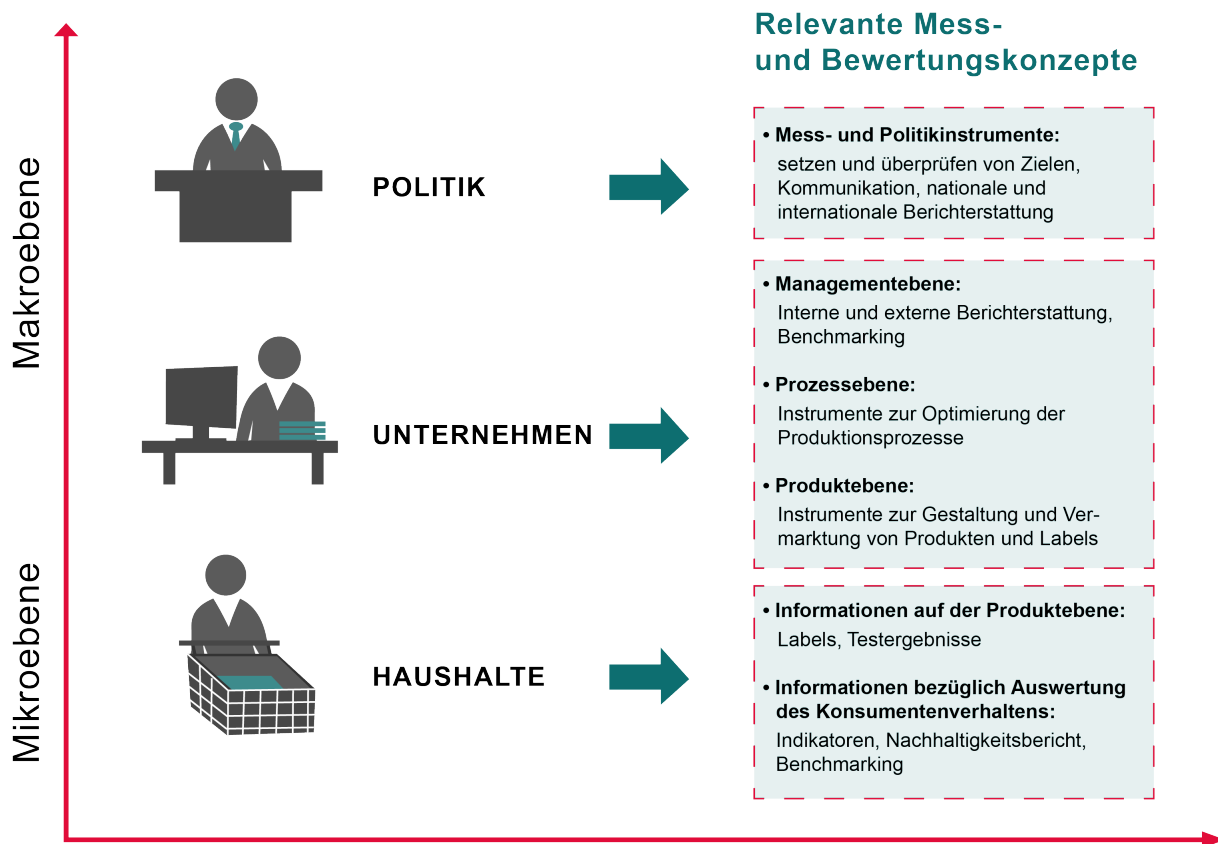 Relevante Mess-
und Bewertungskonzepte
Makroebene
POLITIK
• Mess- und Politikinstrumente:
setzen und überprüfen von Zielen,
Kommunikation, nationale und
internationale Berichterstattung
UNTERNEHMEN
• Managementebene:
Interne und externe Berichterstattung,
Benchmarking
• Prozessebene:
Instrumente zur Optimierung der
Produktionsprozesse
• Produktebene:
Instrumente zur Gestaltung und Ver-
marktung von Produkten und Labels
Mikroebene
HAUSHALTE
• Informationen auf der Produktebene:
Labels, Testergebnisse
• Informationen bezüglich Auswertung
des Konsumentenverhaltens:
Indikatoren, Nachhaltigkeitsbericht,
Benchmarking